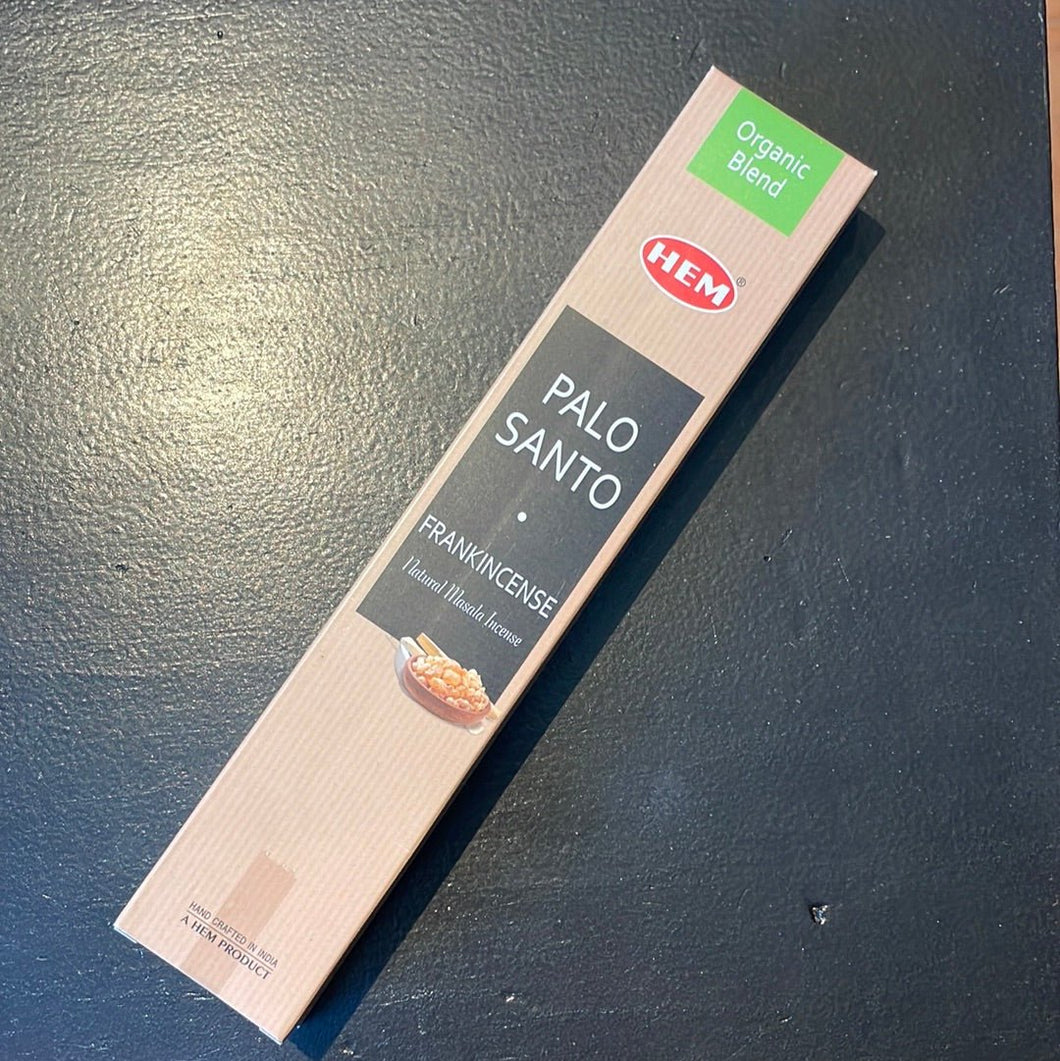 Organic
Blend
HEM®
PALO
SANTO
•
FRANKINCENSE
Natural Masala Incense
HAND CRAFTED IN INDIA
A HEM PRODUCT